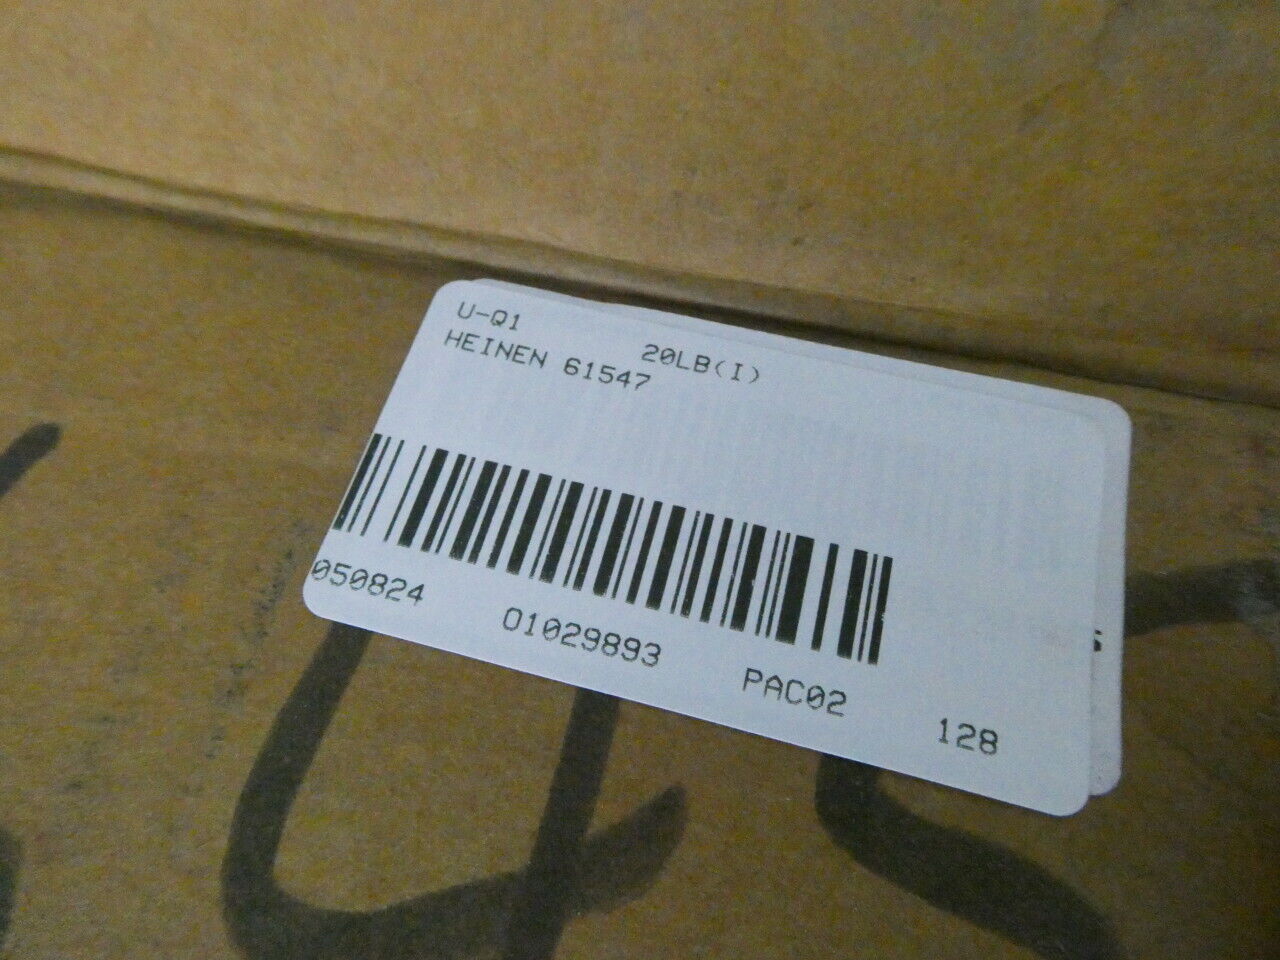 U-Q1 20LB(I)
HEINEN 61547
050824 01029893 PAC02 128